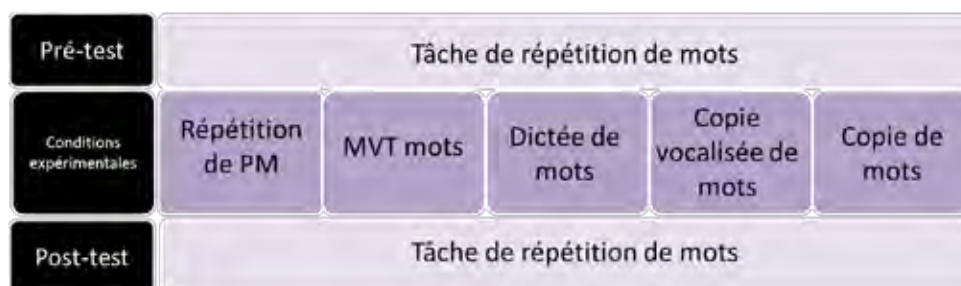 Pré-test
Tâche de répétition de mots
Conditions
expérimentales
Répétition
de PM
MVT mots
Dictée de
mots
Copie
vocalisée de
mots
Copie de
mots
Post-test
Tâche de répétition de mots